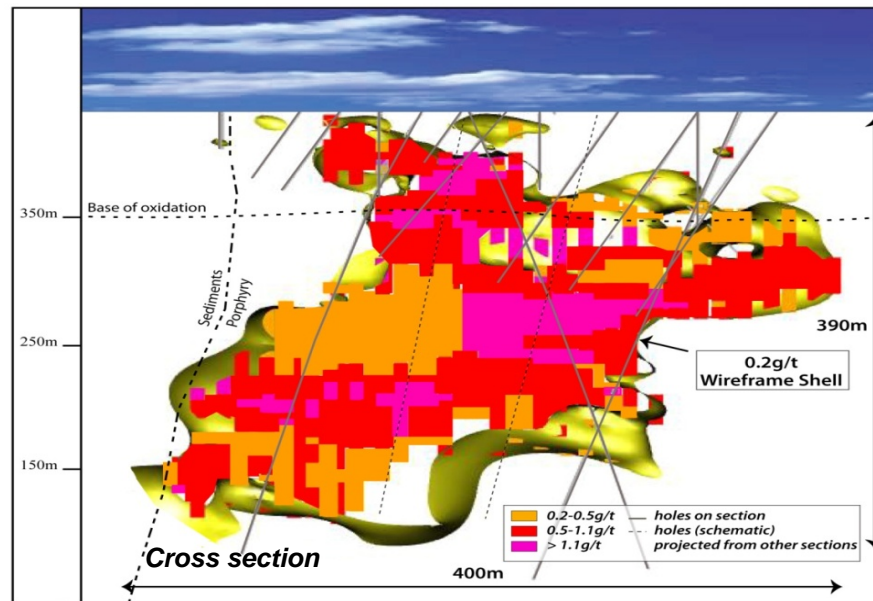 350m
Base of oxidation
Sediments
Porphyry
250m
390m
0.2g/t
Wireframe Shell
150m
0.2-0.5g/t
holes on section
0.5-1.1g/t
holes (schematic)
> 1.1g/t
projected from other sections
Cross section
400m